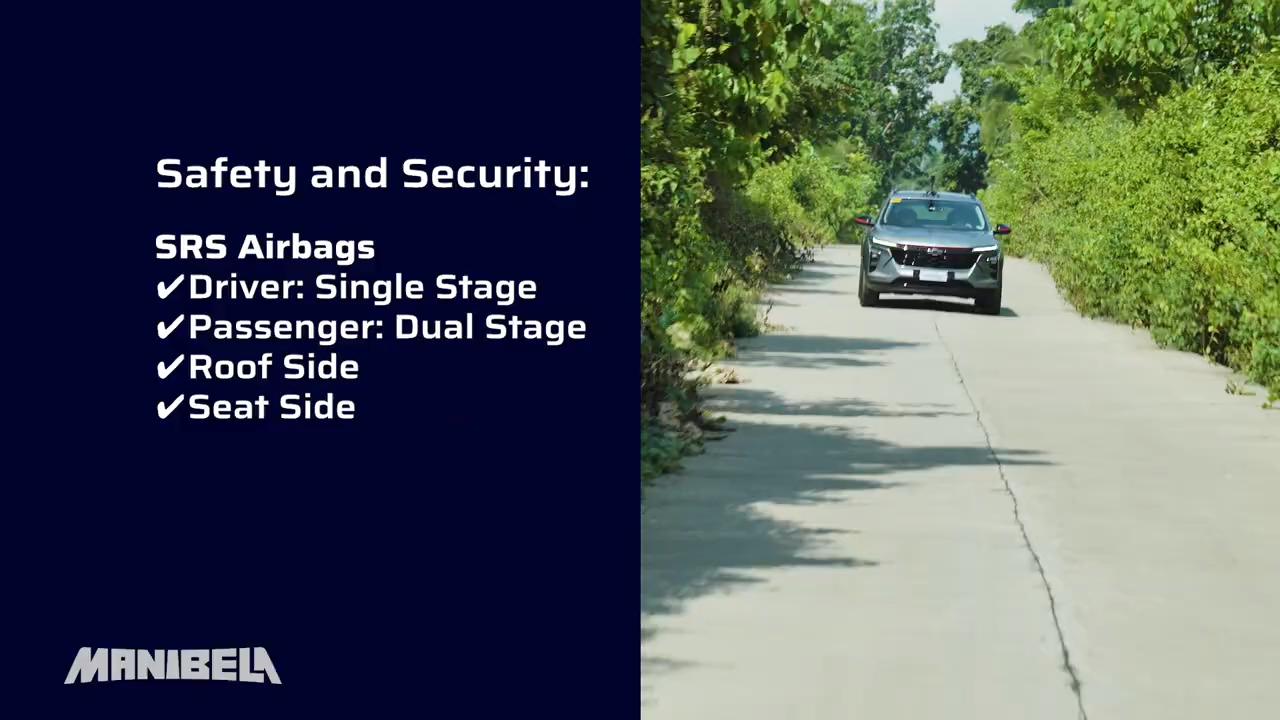 Safety and Security:
SRS Airbags
✔Driver: Single Stage
✔Passenger: Dual Stage
✔Roof Side
✔Seat Side
MANIBELA